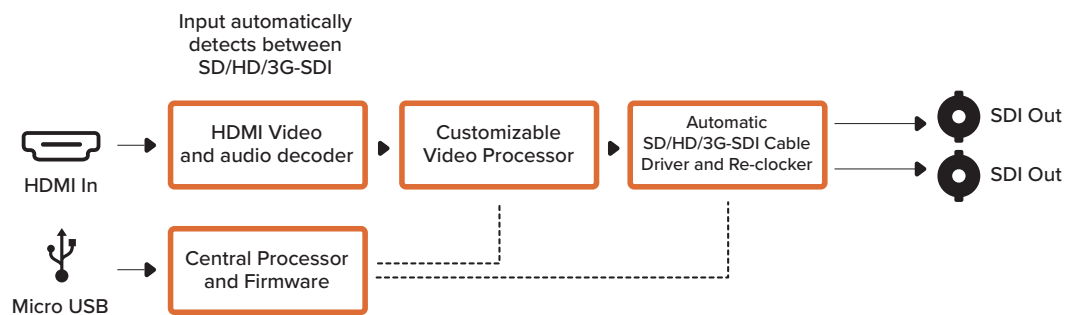 Input automatically
detects between
SD/HD/3G-SDI
HDMI In
HDMI Video
and audio decoder
Customizable
Video Processor
Automatic
SD/HD/3G-SDI Cable
Driver and Re-clocker
SDI Out
SDI Out
Micro USB
Central Processor
and Firmware